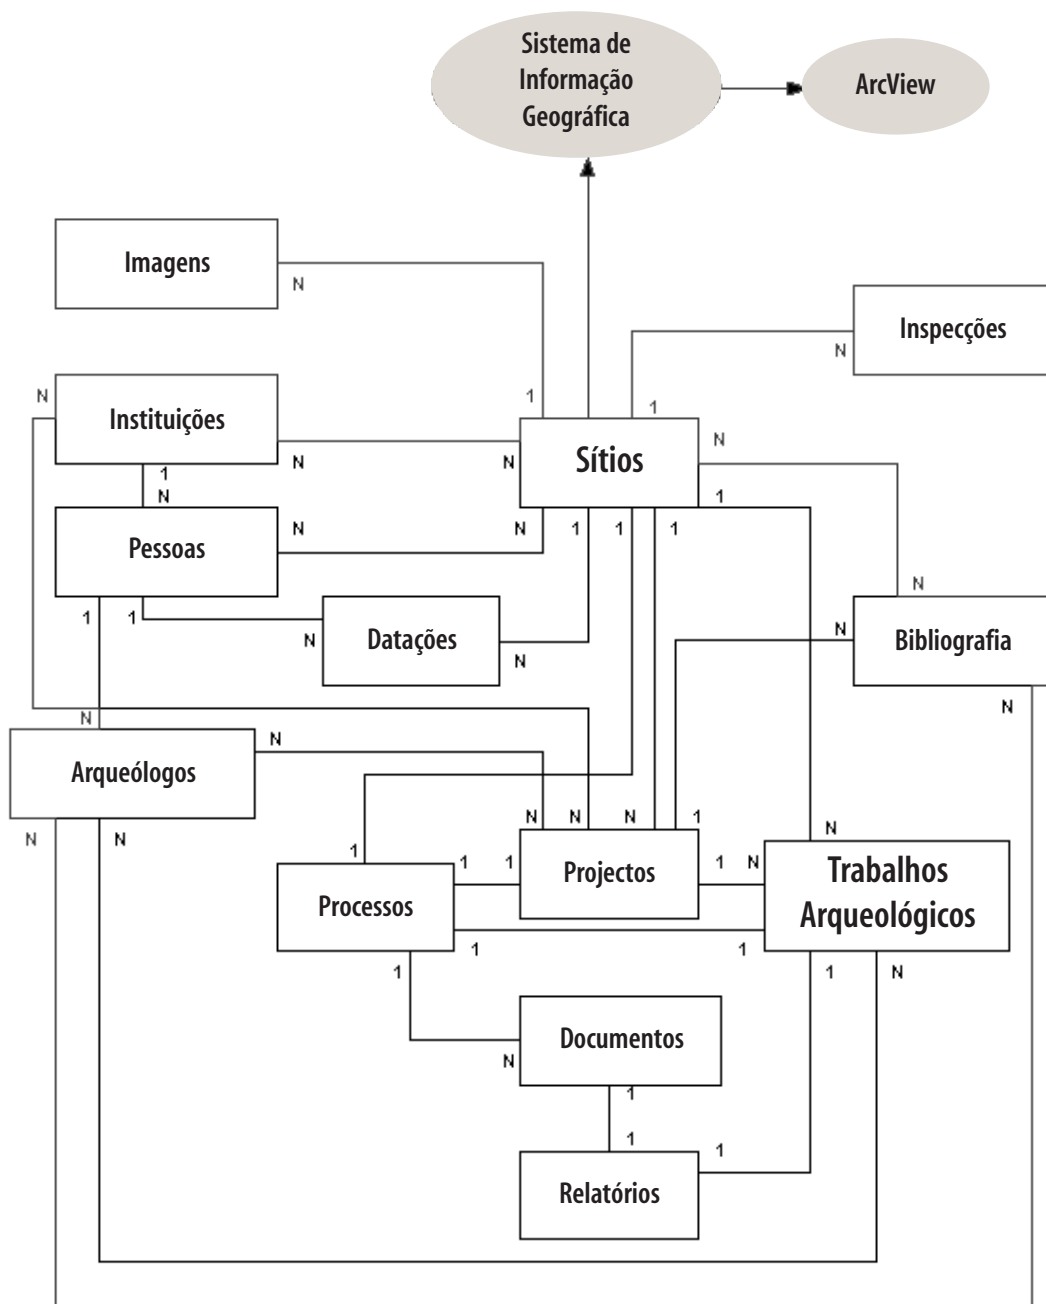 Sistema de
Informação
Geográfica
ArcView
Imagens
N
Inspecções
N
N
1
1
Instituições
N
N
N
Sítios
1
N
N
N
1
1
1
1
Pessoas
1
1
N
Datações
N
N
N
Bibliografia
N
N
N
Arqueólogos
N
N
N
N
N
1
N
1
1
1
Projectos
1
N
Trabalhos
Arqueológicos
Processos
1
1
1
1
N
N
Documentos
1
1
1
Relatórios